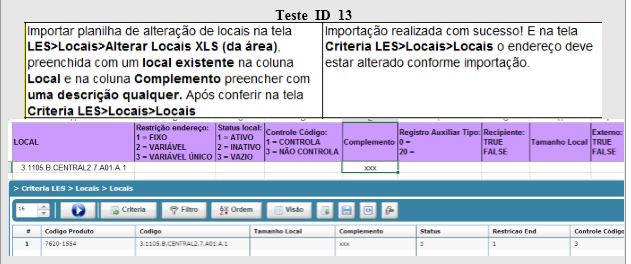 Teste ID 13
Importar planilha de alteração de locais na tela
LES>Locais>Alterar Locais XLS (da área),
preenchida com um local existente na coluna
Local e na coluna Complemento preencher com
uma descrição qualquer. Após conferir na tela
Criteria LES>Locais>Locais
Importação realizada com sucesso! E na tela
Criteria LES>Locais>Locais o endereço deve
estar alterado conforme importação.
LOCAL
Restrição endereço:
1 = FIXO
2 = VARIÁVEL
3 = VARIÁVEL ÚNICO
Status local:
1 = ATIVO
2 = INATIVO
3 = VAZIO
Controle Código:
1 = CONTROLA
3 = NÃO CONTROLA
Complemento
Registro Auxiliar Tipo:
0 =
20 =
Recipiente:
TRUE
FALSE
Tamanho Local
Externo:
TRUE
FALSE
3.1105.B.CENTRAL2.7.A01.A.1 xxx
> Criteria LES > Locais > Locais
16 Criteria Filtro Ordem Visão
# Codigo Produto Codigo Tamanho Local Complemento Status Restricao End Controle Código
1 7620-1554 3.1105.B.CENTRAL2.7.A01.A.1 xxx 1 1 3